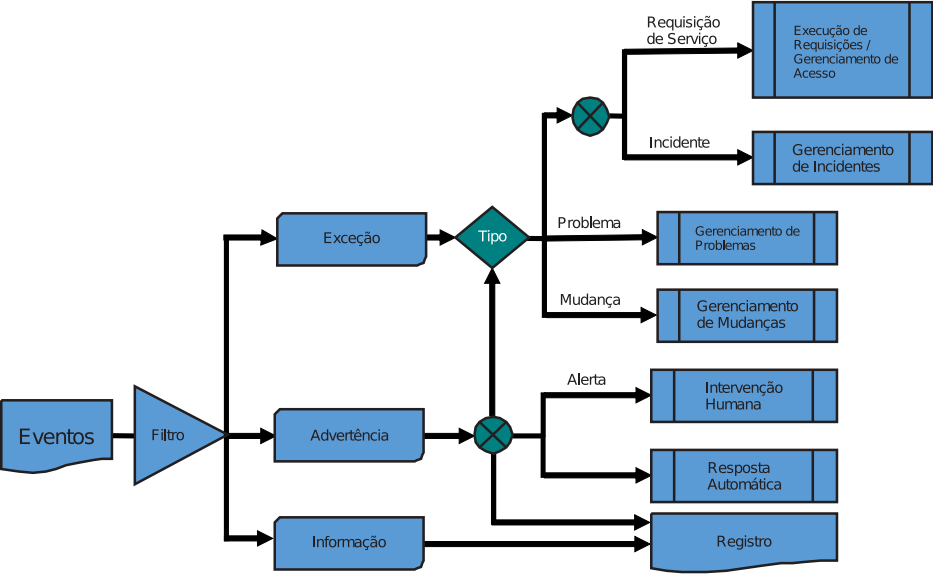 Requisição
de Serviço
Execução de
Requisições /
Gerenciamento de
Acesso
Incidente
Gerenciamento
de Incidentes
Exceção
Tipo
Problema
Gerenciamento de
Problemas
Mudança
Gerenciamento
de Mudanças
Alerta
Intervenção
Humana
Eventos
Filtro
Advertência
Resposta
Automática
Informação
Registro